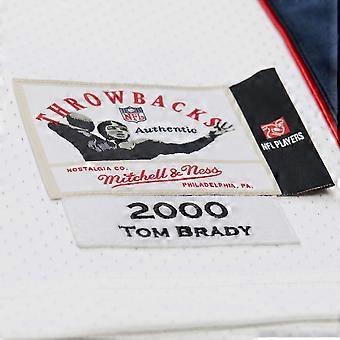 THROWBACKS
NFL
Authentic
NOSTALGIA CO.
Mitchell & Ness
PHILADELPHIA, PA.
NFL PLAYERS
2000
TOM BRADY